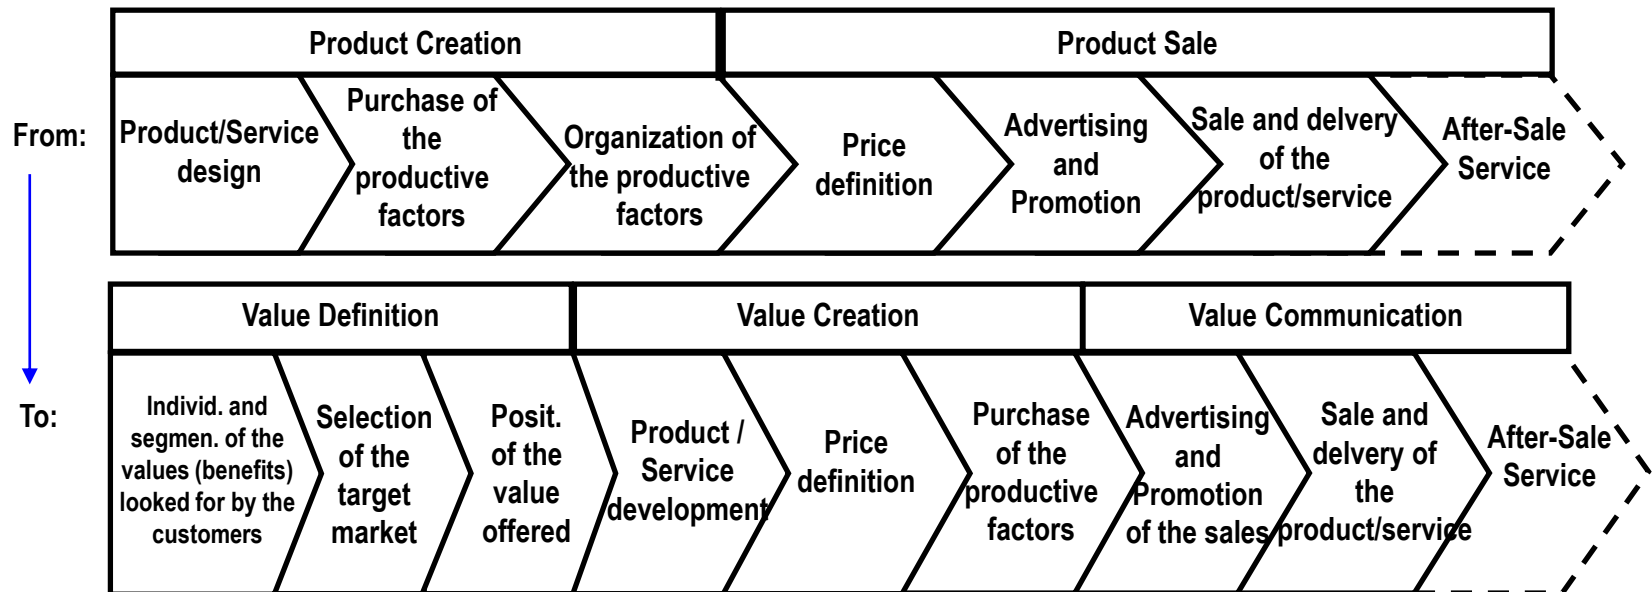 Product Creation
Product Sale
From:
Product/Service
design
Purchase of
the
productive
factors
Organization of
the productive
factors
Price
definition
Advertising
and
Promotion
Sale and delvery
of the
product/service
After-Sale
Service
Value Definition
Value Creation
Value Communication
To:
Individ. and
segmen. of the
values (benefits)
looked for by the
customers
Selection
of the
target
market
Posit.
of the
value
offered
Product /
Service
development
Price
definition
Purchase
of the
productive
factors
Advertising
and
Promotion
of the sales
Sale and
delvery of
the
product/service
After-Sale
Service